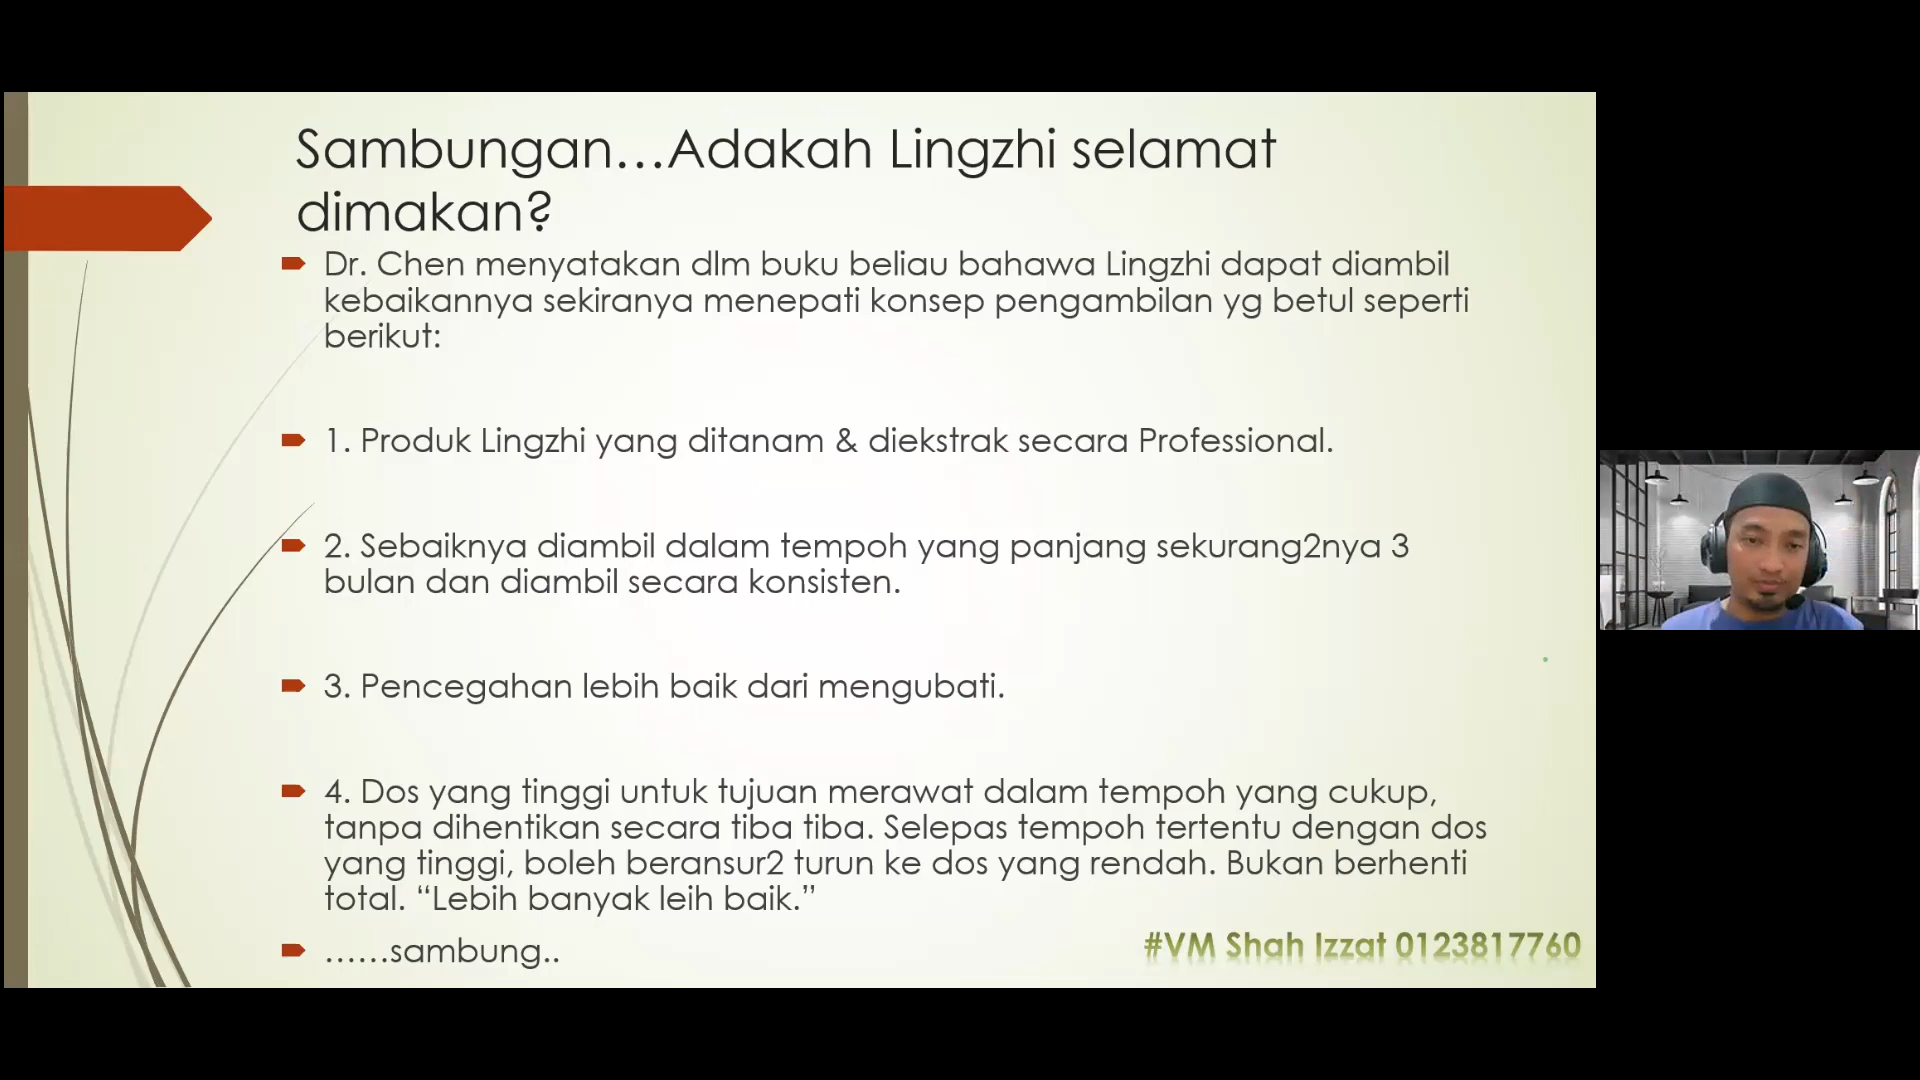 Sambungan...Adakah Lingzhi selamat
dimakan?
Dr. Chen menyatakan dlm buku beliau bahawa Lingzhi dapat diambil
kebaikannya sekiranya menepati konsep pengambilan yg betul seperti
berikut:
1. Produk Lingzhi yang ditanam & diekstrak secara Professional.
2. Sebaiknya diambil dalam tempoh yang panjang sekurang2nya 3
bulan dan diambil secara konsisten.
3. Pencegahan lebih baik dari mengubati.
4. Dos yang tinggi untuk tujuan merawat dalam tempoh yang cukup,
tanpa dihentikan secara tiba tiba. Selepas tempoh tertentu dengan dos
yang tinggi, boleh beransur2 turun ke dos yang rendah. Bukan berhenti
total. “Lebih banyak leih baik.”
......sambung..
#VM Shah Izzat 0123817760